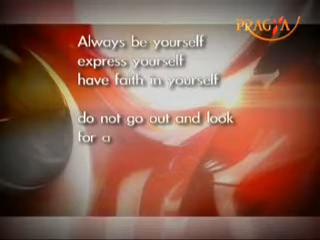 PRAGYA
Always be yourself
express yourself
have faith in yourself
do not go out and look
for a